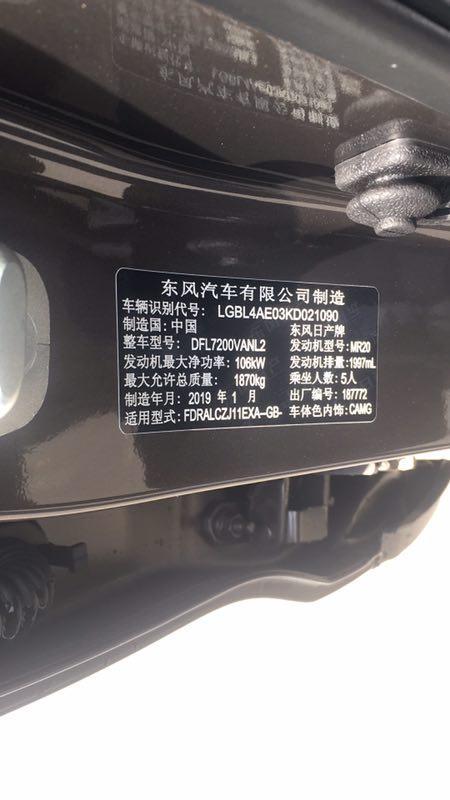 东风汽车有限公司制造
车辆识别代号: LGBL4AE03KD021090
制造国: 中国 东风日产牌
整车型号: DFL7200VANL2 发动机型号: MR20
发动机最大净功率: 106kW 发动机排量: 1997mL
最大允许总质量: 1870kg 乘坐人数: 5人
制造年月: 2019 年 1 月 出厂编号: 187772
适用型式: FDRALCZJ11EXA-GB- 车体色内饰: CAMG